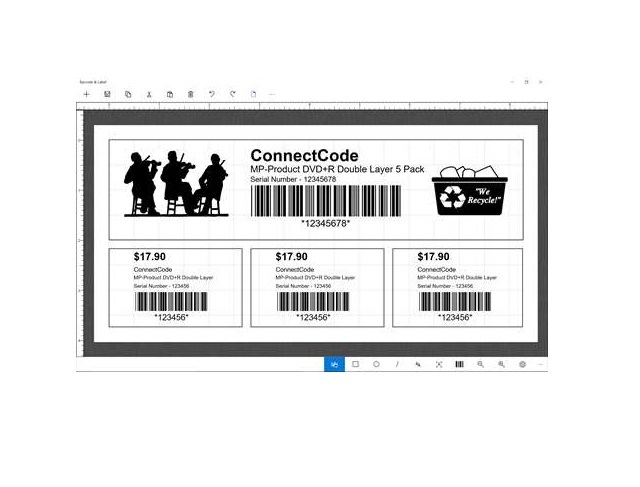 Barcode & Label
ConnectCode
MP-Product DVD+R Double Layer 5 Pack
Serial Number - 12345678
*12345678*
"We
Recycle!"
$17.90
ConnectCode
MP-Product DVD+R Double Layer
Serial Number - 123456
*123456*
$17.90
ConnectCode
MP-Product DVD+R Double Layer
Serial Number - 123456
*123456*
$17.90
ConnectCode
MP-Product DVD+R Double Layer
Serial Number - 123456
*123456*